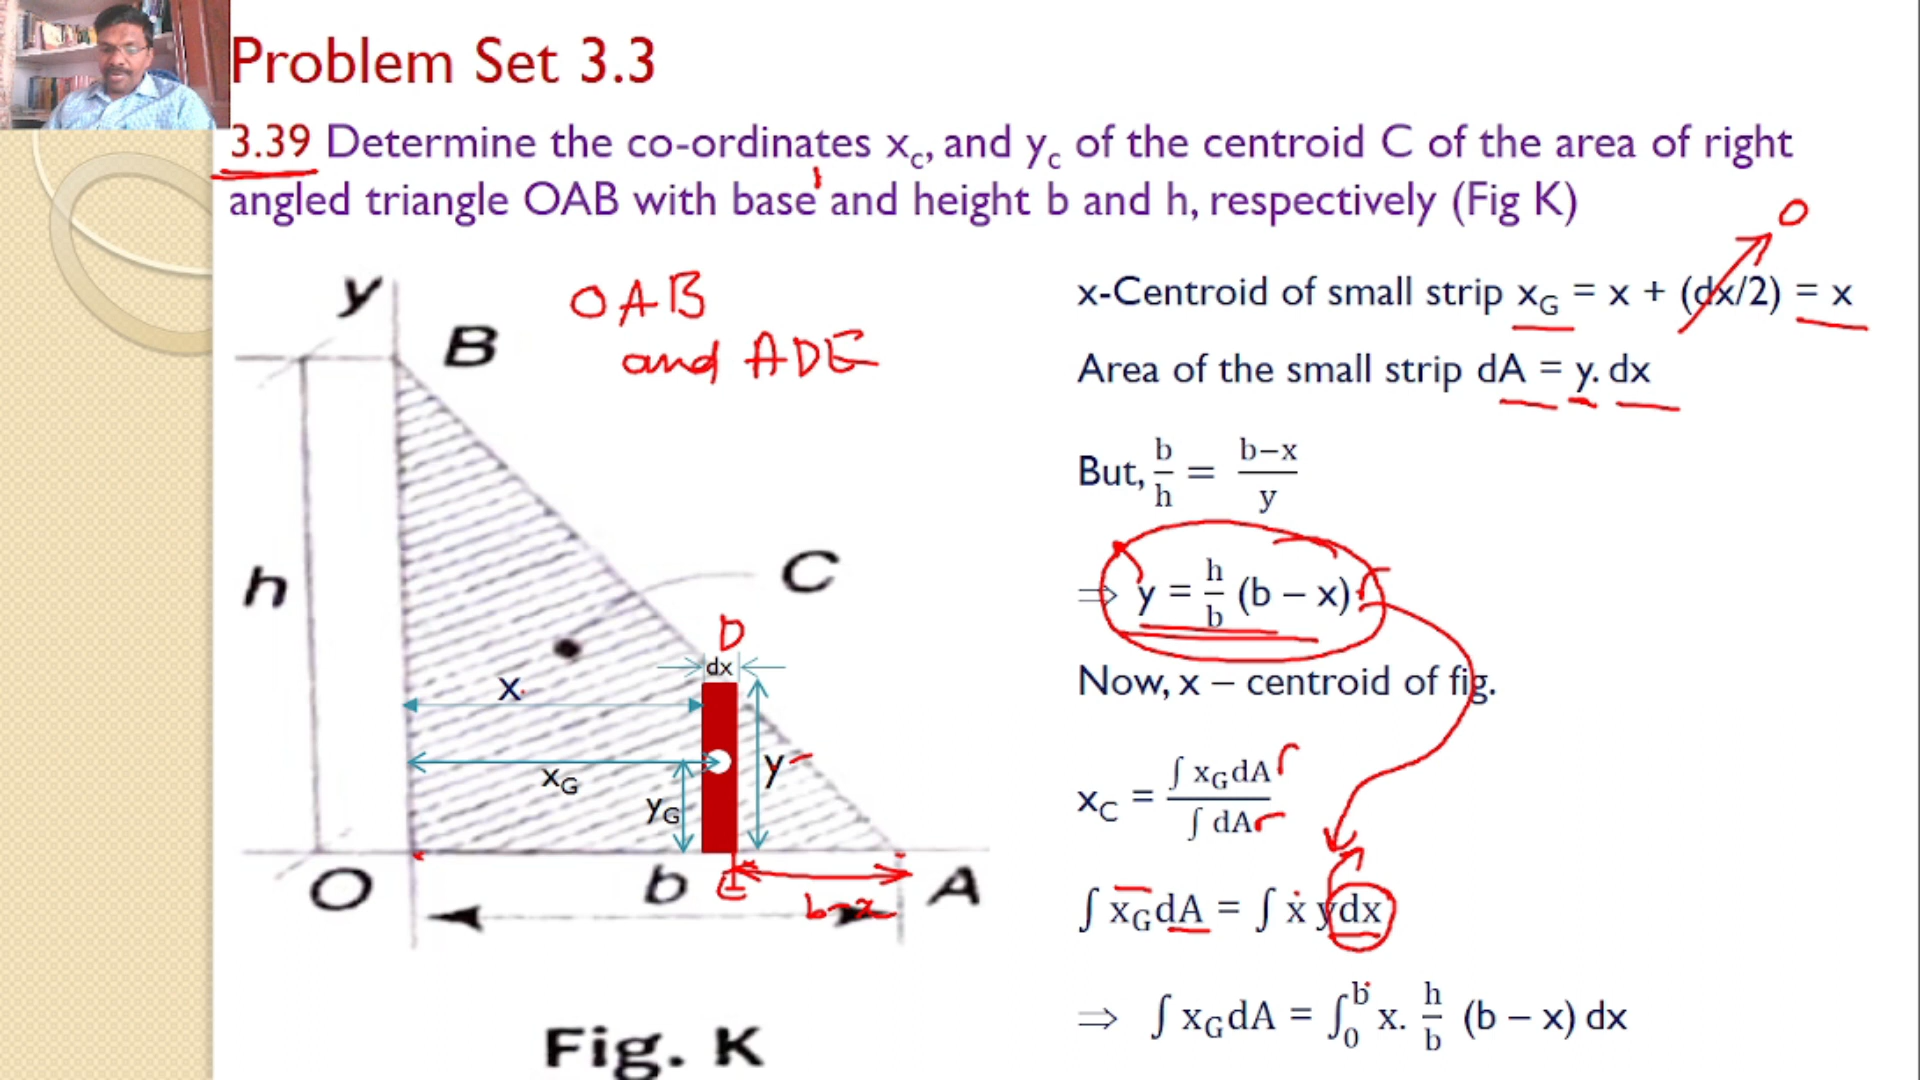 Problem Set 3.3
3.39 Determine the co-ordinates x_c, and y_c of the centroid C of the area of right
angled triangle OAB with base and height b and h, respectively (Fig K)
y
B
OAB
and ADE
h
C
D
dx
x
y
x_G
y_G
O
b
E
A
b-x
Fig. K
O
x-Centroid of small strip x_G = x + (dx/2) = x
Area of the small strip dA = y. dx
But, b/h = b−x/y
⇒ y = h/b (b − x)
Now, x – centroid of fig.
x_C = ∫ x_G dA / ∫ dA
∫ x_G dA = ∫ x y dx
⇒ ∫ x_G dA = ∫_0^b x. h/b (b – x) dx